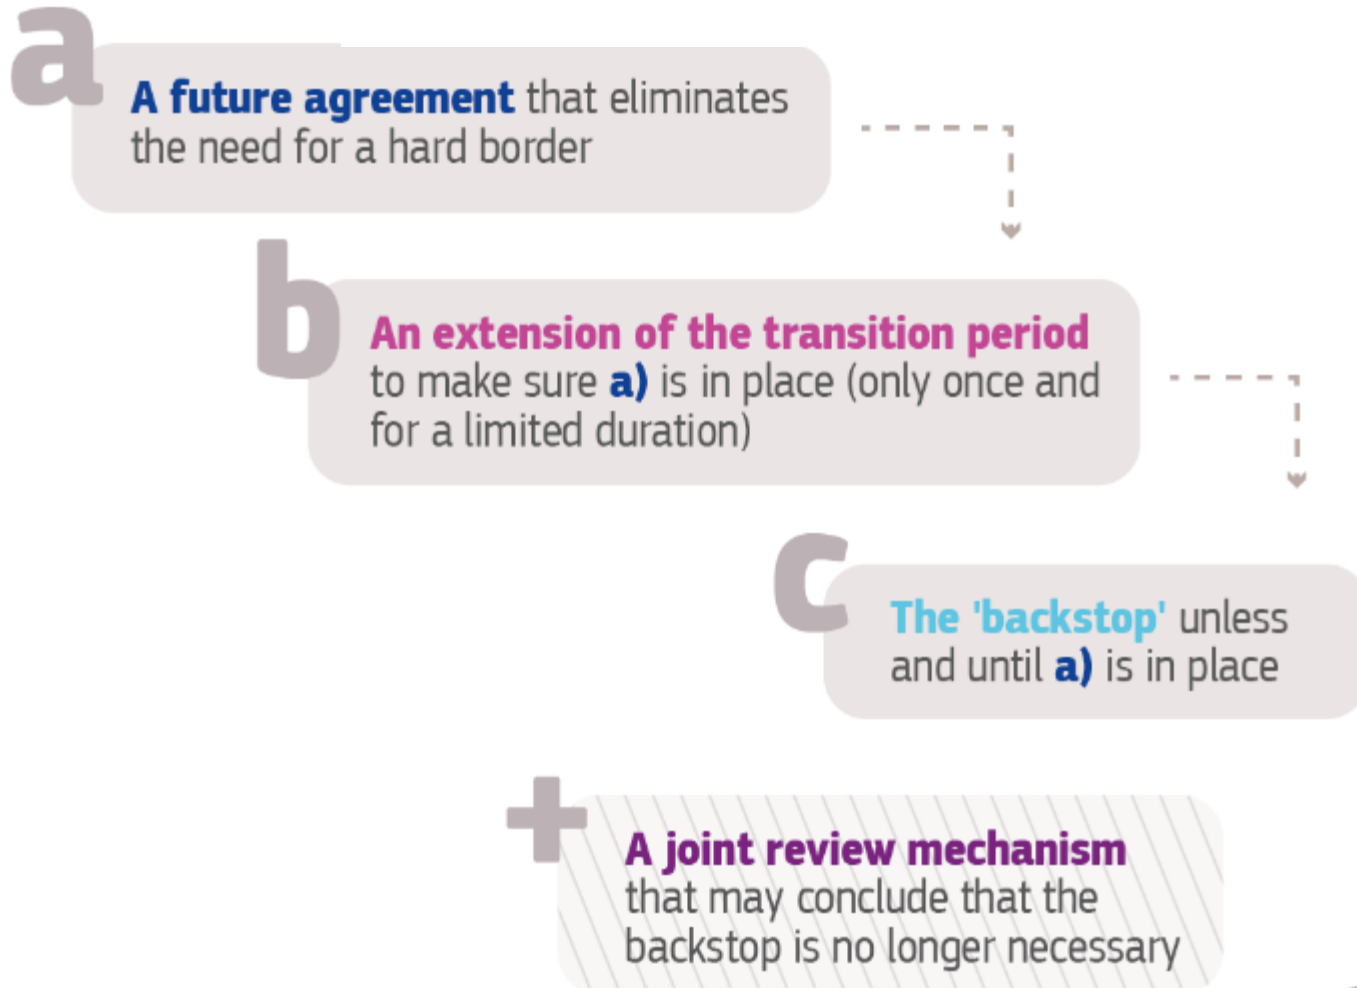 a
A future agreement that eliminates
the need for a hard border
b
An extension of the transition period
to make sure a) is in place (only once and
for a limited duration)
c
The 'backstop' unless
and until a) is in place
+
A joint review mechanism
that may conclude that the
backstop is no longer necessary